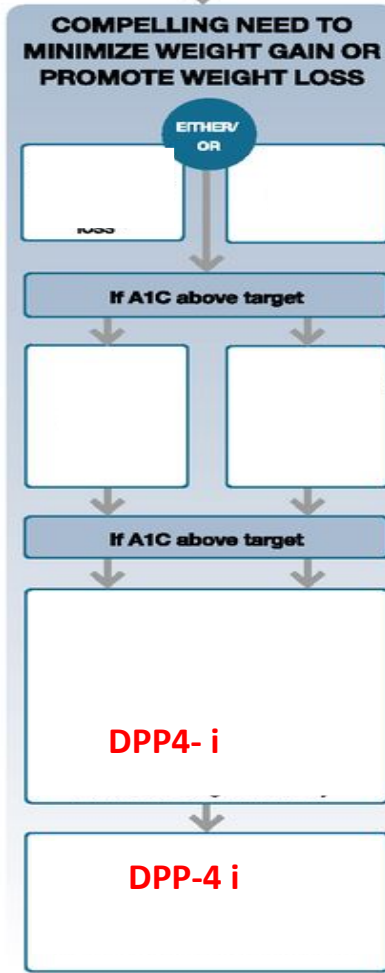 COMPELLING NEED TO
MINIMIZE WEIGHT GAIN OR
PROMOTE WEIGHT LOSS
EITHER/
OR
If A1C above target
If A1C above target
DPP4- i
DPP-4 i